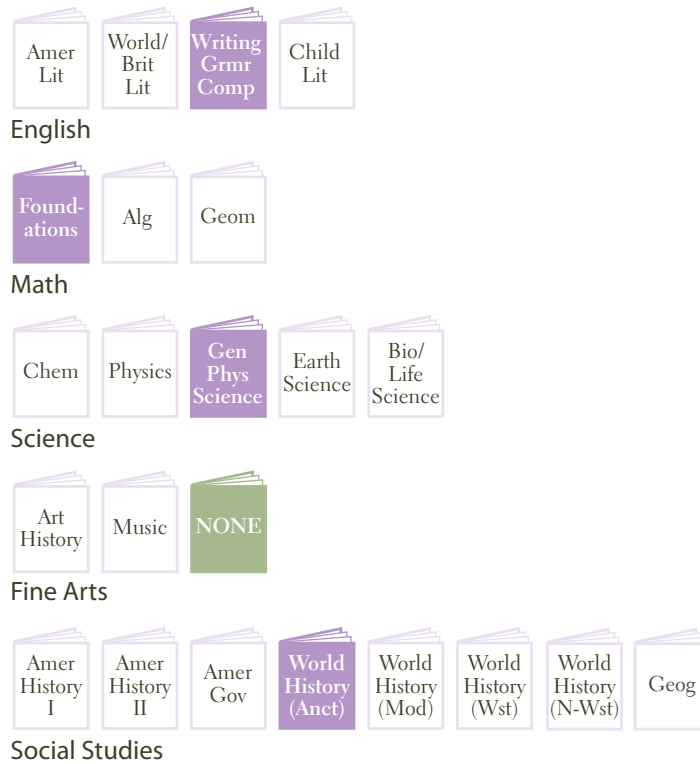 Amer
Lit
World/
Brit
Lit
Writing
Grmr
Comp
Child
Lit
English
Found-
ations
Alg
Geom
Math
Chem
Physics
Gen
Phys
Science
Earth
Science
Bio/
Life
Science
Science
Art
History
Music
NONE
Fine Arts
Amer
History
I
Amer
History
II
Amer
Gov
World
History
(Anct)
World
History
(Mod)
World
History
(Wst)
World
History
(N-Wst)
Geog
Social Studies